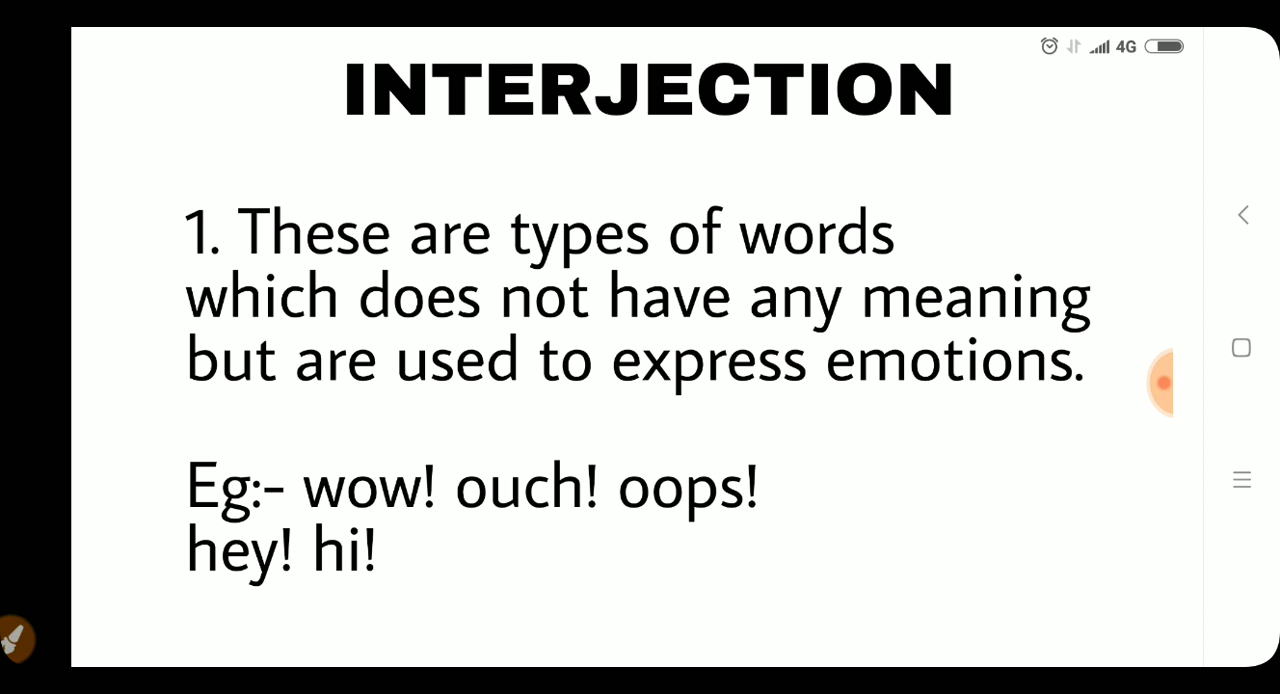 4G
INTERJECTION
1. These are types of words
which does not have any meaning
but are used to express emotions.
Eg:- wow! ouch! oops!
hey! hi!